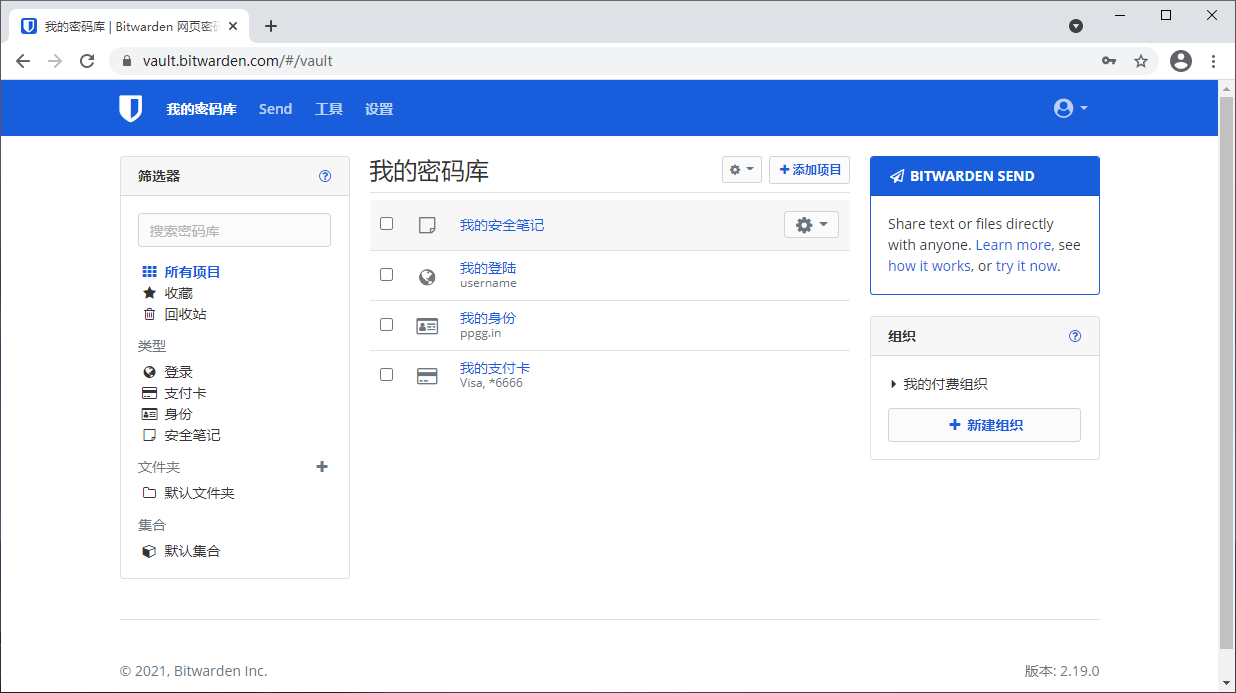 我的密码库 | Bitwarden 网页密
vault.bitwarden.com/#/vault
我的密码库 Send 工具 设置
筛选器
搜索密码库
所有项目
收藏
回收站
类型
登录
支付卡
身份
安全笔记
文件夹
默认文件夹
集合
默认集合
我的密码库
添加项目
我的安全笔记
我的登陆
username
我的身份
ppgg.in
我的支付卡
Visa, *6666
BITWARDEN SEND
Share text or files directly
with anyone. Learn more, see
how it works, or try it now.
组织
我的付费组织
新建组织
© 2021, Bitwarden Inc.
版本: 2.19.0